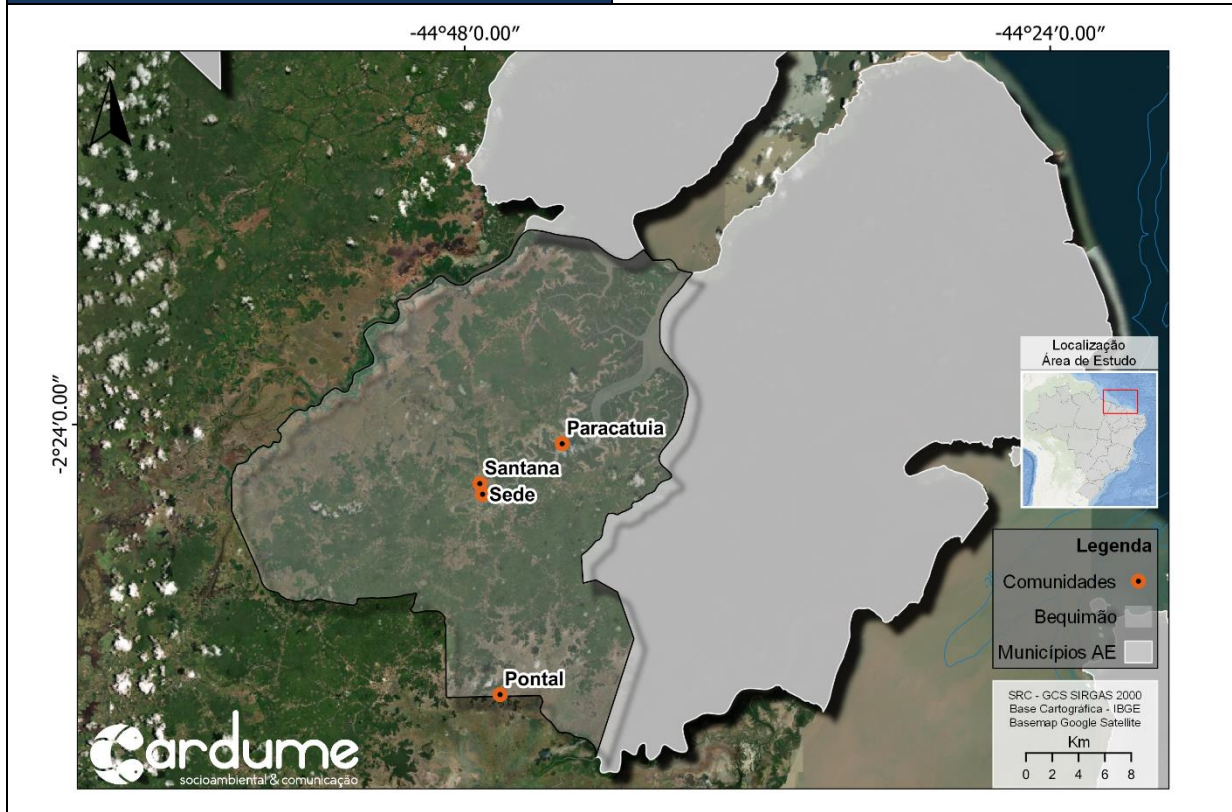 -44°48′0.00″
-44°24′0.00″
-2°24′0.00″
Localização
Área de Estudo
Paracatuia
Santana
Sede
Pontal
Legenda
Comunidades
Bequimão
Municípios AE
SRC - GCS SIRGAS 2000
Base Cartográfica - IBGE
Basemap Google Satellite
Km
0 2 4 6 8
Cardume
socioambiental & comunicação